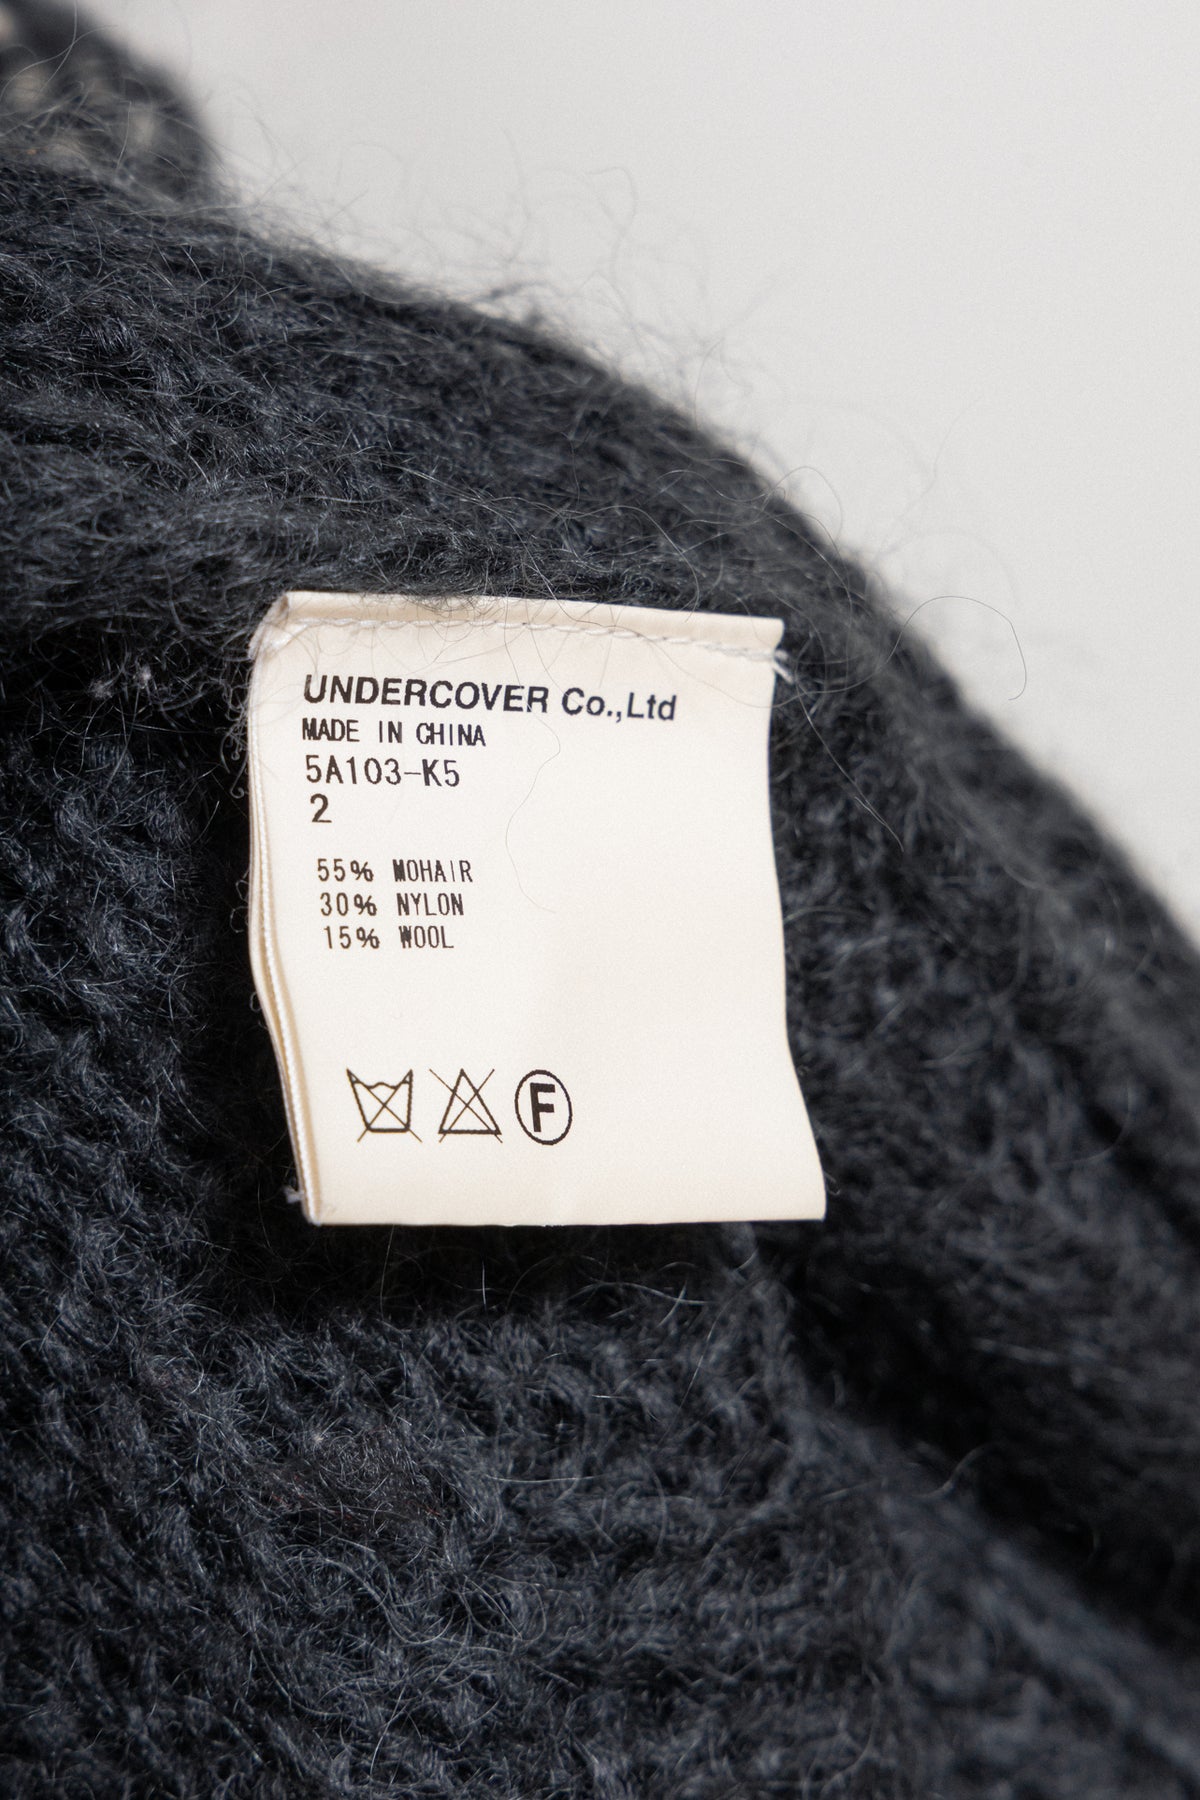 UNDERCOVER Co.,Ltd
MADE IN CHINA
5A103-K5
2
55% MOHAIR
30% NYLON
15% WOOL
F